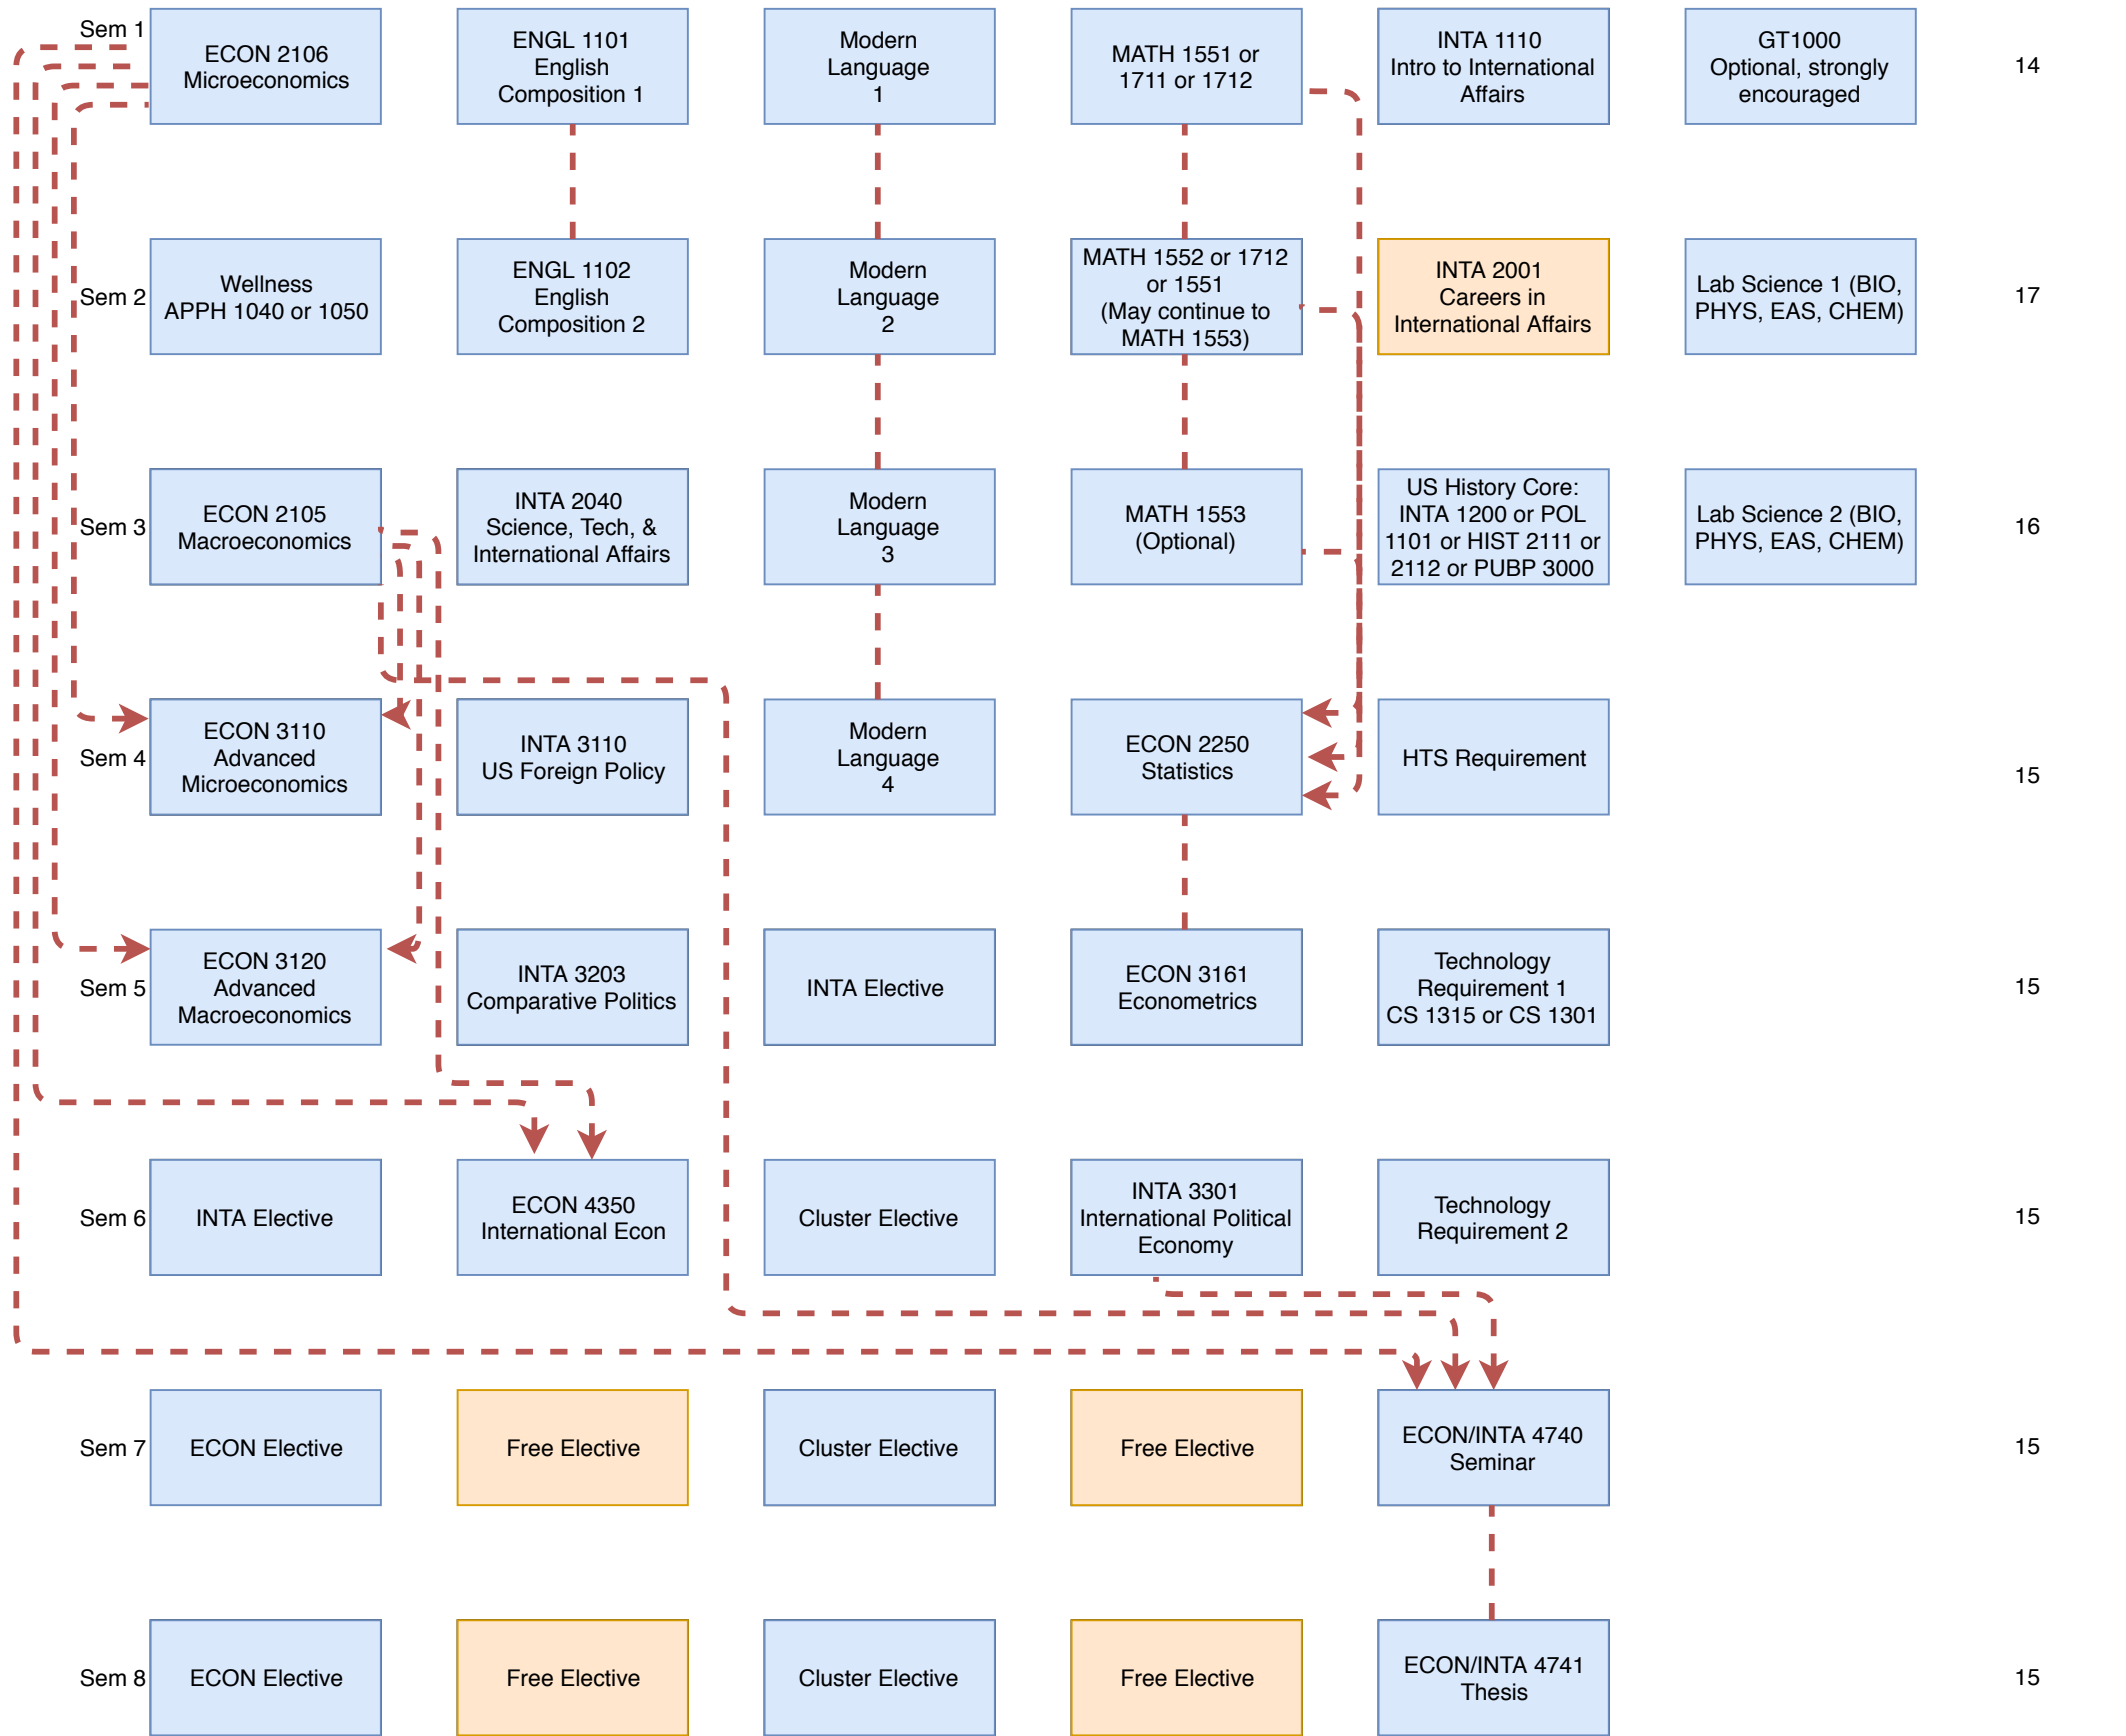 Sem 1
ECON 2106
Microeconomics
ENGL 1101
English
Composition 1
Modern
Language
1
MATH 1551 or
1711 or 1712
INTA 1110
Intro to International
Affairs
GT1000
Optional, strongly
encouraged
14
Sem 2
Wellness
APPH 1040 or 1050
ENGL 1102
English
Composition 2
Modern
Language
2
MATH 1552 or 1712
or 1551
(May continue to
MATH 1553)
INTA 2001
Careers in
International Affairs
Lab Science 1 (BIO,
PHYS, EAS, CHEM)
17
Sem 3
ECON 2105
Macroeconomics
INTA 2040
Science, Tech, &
International Affairs
Modern
Language
3
MATH 1553
(Optional)
US History Core:
INTA 1200 or POL
1101 or HIST 2111 or
2112 or PUBP 3000
Lab Science 2 (BIO,
PHYS, EAS, CHEM)
16
Sem 4
ECON 3110
Advanced
Microeconomics
INTA 3110
US Foreign Policy
Modern
Language
4
ECON 2250
Statistics
HTS Requirement
15
Sem 5
ECON 3120
Advanced
Macroeconomics
INTA 3203
Comparative Politics
INTA Elective
ECON 3161
Econometrics
Technology
Requirement 1
CS 1315 or CS 1301
15
Sem 6
INTA Elective
ECON 4350
International Econ
Cluster Elective
INTA 3301
International Political
Economy
Technology
Requirement 2
15
Sem 7
ECON Elective
Free Elective
Cluster Elective
Free Elective
ECON/INTA 4740
Seminar
15
Sem 8
ECON Elective
Free Elective
Cluster Elective
Free Elective
ECON/INTA 4741
Thesis
15